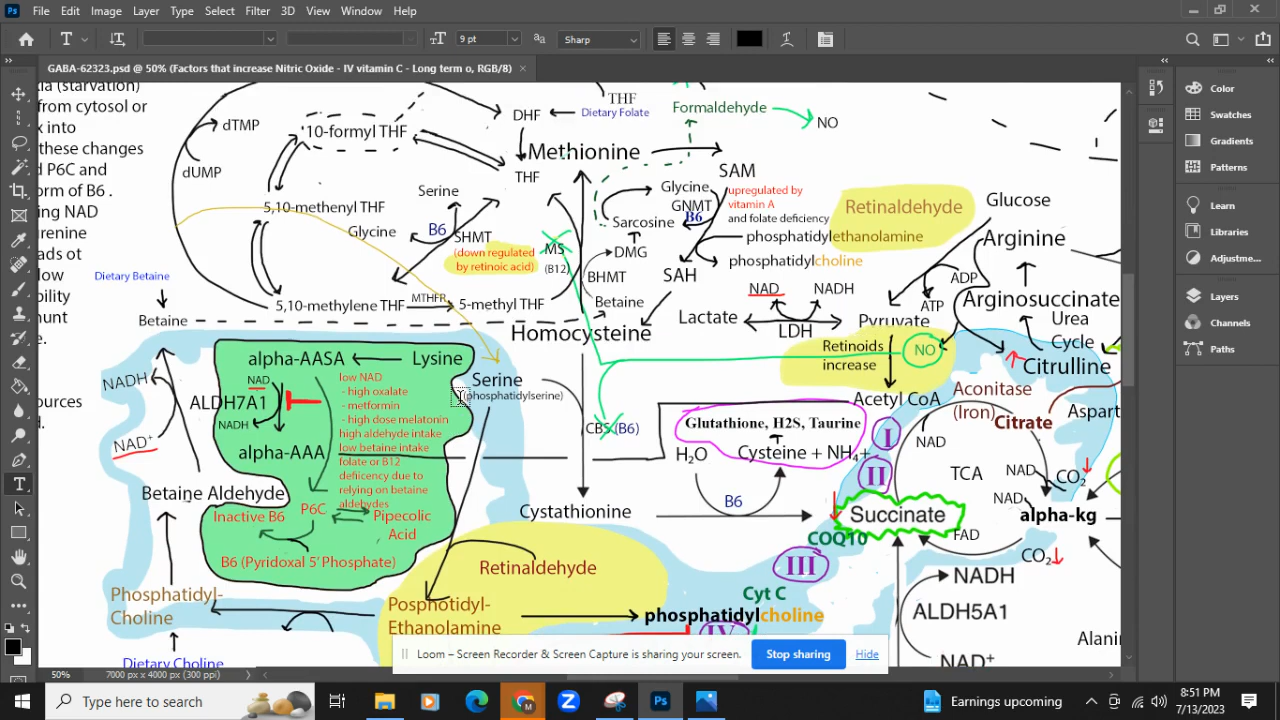 File Edit Image Layer Type Select Filter 3D View Plugins Window Help
9 pt Sharp
GABA-62323.psd @ 50% (Factors that increase Nitric Oxide - IV vitamin C - Long term o, RGB/8)
(starvation)
from cytosol or
x into
these changes
d P6C and
orm of B6 .
ing NAD
urenine
eads ot
low
bility
ount
ources
d.
dTMP
dUMP
10-formyl THF
5,10-methenyl THF
5,10-methylene THF
MTHFR
5-methyl THF
DHF
THF
Dietary Folate
THF
Methionine
Formaldehyde
NO
SAM
Serine
Glycine
B6
SHMT
(down regulated
by retinoic acid)
MS
(B12)
Glycine
GNMT
B6
Sarcosine
DMG
BHMT
Betaine
upregulated by
vitamin A
and folate deficiency
phosphatidylethanolamine
phosphatidylcholine
SAH
Homocysteine
Retinaldehyde
Glucose
Arginine
ADP
ATP
Arginosuccinate
Urea
Cycle
Citrulline
NAD
NADH
Lactate
LDH
Pyruvate
Retinoids
increase
NO
Acetyl CoA
Aconitase
(Iron)
Citrate
Aspart
Dietary Betaine
Betaine
NADH
NAD+
Betaine Aldehyde
Phosphatidyl-
Choline
Dietary Choline
alpha-AASA
Lysine
NAD
ALDH7A1
NADH
alpha-AAA
low NAD
- high oxalate
- metformin
- high dose melatonin
high aldehyde intake
low betaine intake
folate or B12
defiicency due to
relying on betaine
aldehydes
P6C
Inactive B6
Pipecolic
Acid
B6 (Pyridoxal 5' Phosphate)
Serine
(phosphatidylserine)
CBS (B6)
Glutathione, H2S, Taurine
H₂O
Cysteine + NH₄+
B6
Cystathionine
I
II
III
IV
NAD
TCA
NAD
CO₂
NAD
alpha-kg
Succinate
FAD
CO₂
COQ10
Cyt C
Retinaldehyde
Posphotidyl-
Ethanolamine
phosphatidylcholine
NADH
ALDH5A1
NAD+
Alani
Color
Swatches
Gradients
Patterns
Learn
Libraries
Adjustme...
Layers
Channels
Paths
Loom – Screen Recorder & Screen Capture is sharing your screen.
Stop sharing
Hide
50% 7000 px x 4000 px (300 ppi)
Type here to search
Earnings upcoming
8:51 PM
7/13/2023